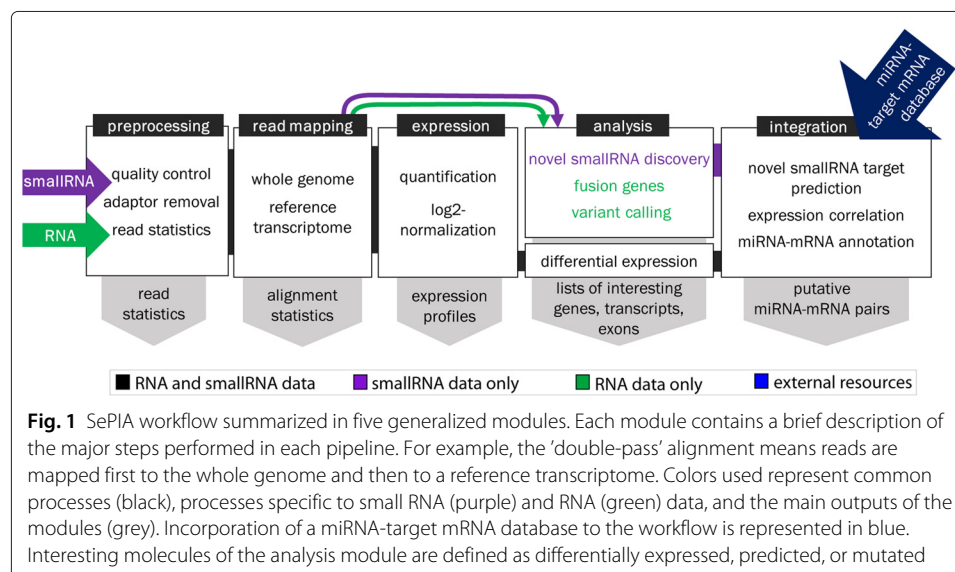 miRNA-
target mRNA
database
preprocessing
read mapping
expression
analysis
integration
smallRNA
RNA
quality control
adaptor removal
read statistics
whole genome
reference
transcriptome
quantification
log2-
normalization
novel smallRNA discovery
fusion genes
variant calling
differential expression
novel smallRNA target
prediction
expression correlation
miRNA-mRNA annotation
read
statistics
alignment
statistics
expression
profiles
lists of interesting
genes, transcripts,
exons
putative
miRNA-mRNA pairs
RNA and smallRNA data
smallRNA data only
RNA data only
external resources
Fig. 1 SePIA workflow summarized in five generalized modules. Each module contains a brief description of
the major steps performed in each pipeline. For example, the ’double-pass’ alignment means reads are
mapped first to the whole genome and then to a reference transcriptome. Colors used represent common
processes (black), processes specific to small RNA (purple) and RNA (green) data, and the main outputs of the
modules (grey). Incorporation of a miRNA-target mRNA database to the workflow is represented in blue.
Interesting molecules of the analysis module are defined as differentially expressed, predicted, or mutated